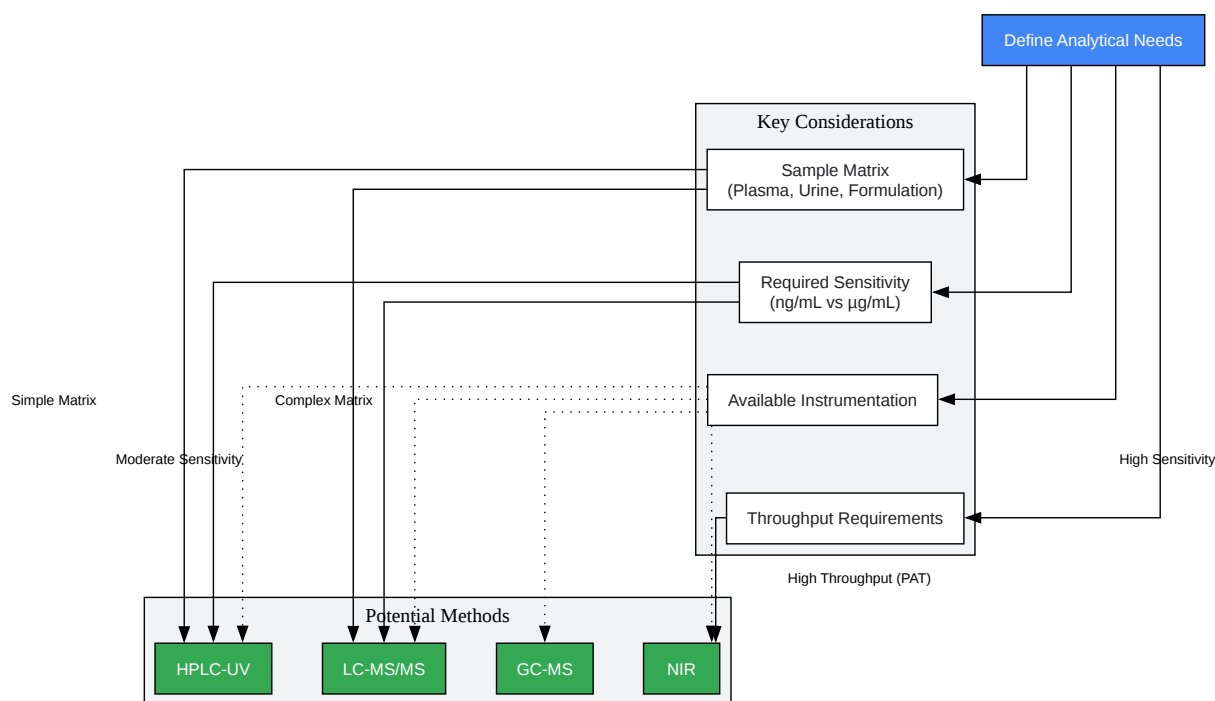 Define Analytical Needs
Key Considerations
Sample Matrix
(Plasma, Urine, Formulation)
Required Sensitivity
(ng/mL vs µg/mL)
Available Instrumentation
Simple Matrix
Complex Matrix
Moderate Sensitivity
High Sensitivity
Throughput Requirements
High Throughput (PAT)
Potential Methods
HPLC-UV
LC-MS/MS
GC-MS
NIR